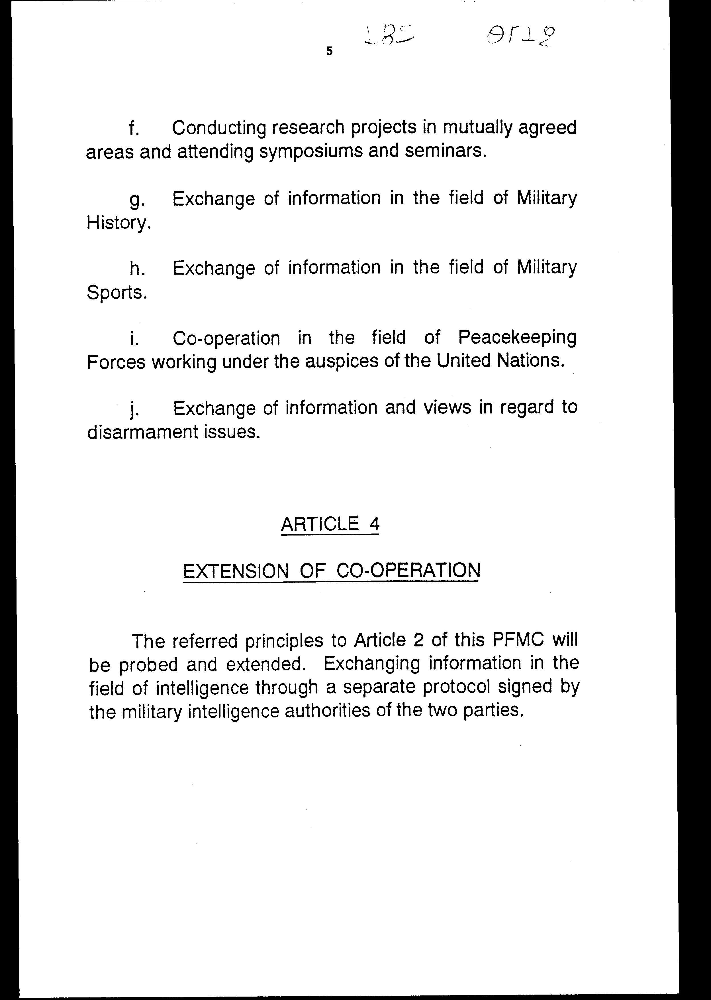 5
f. Conducting research projects in mutually agreed
areas and attending symposiums and seminars.
g. Exchange of information in the field of Military
History.
h. Exchange of information in the field of Military
Sports.
i. Co-operation in the field of Peacekeeping
Forces working under the auspices of the United Nations.
j. Exchange of information and views in regard to
disarmament issues.
ARTICLE 4
EXTENSION OF CO-OPERATION
The referred principles to Article 2 of this PFMC will
be probed and extended. Exchanging information in the
field of intelligence through a separate protocol signed by
the military intelligence authorities of the two parties.